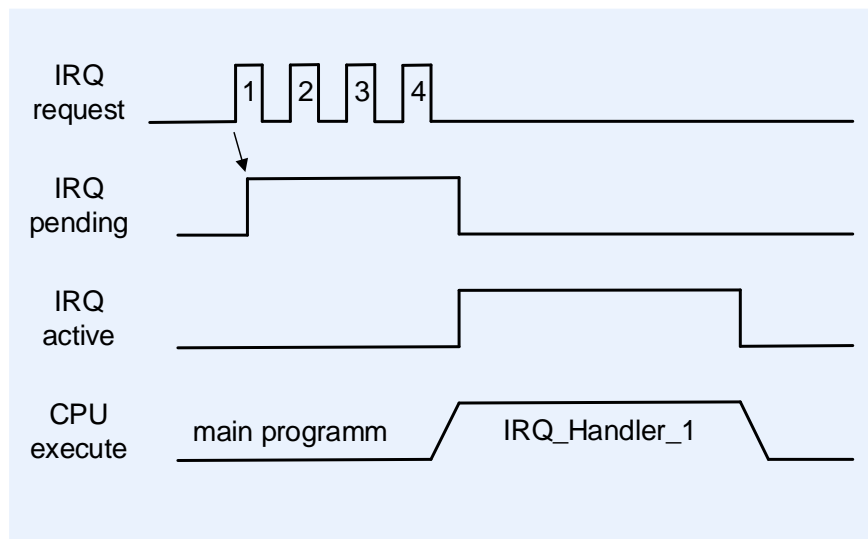 IRQ
request
1 2 3 4
IRQ
pending
IRQ
active
CPU
execute
main programm
IRQ_Handler_1